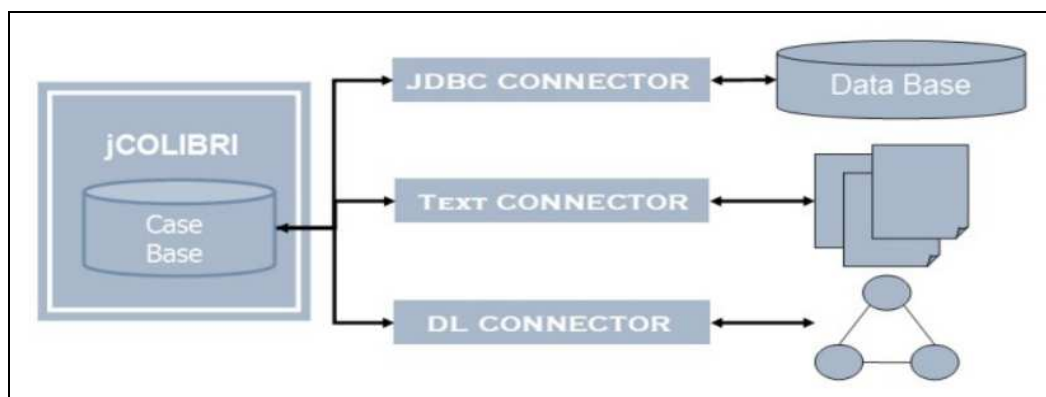 JDBC CONNECTOR
Data Base
jCOLIBRI
Case
Base
TEXT CONNECTOR
DL CONNECTOR